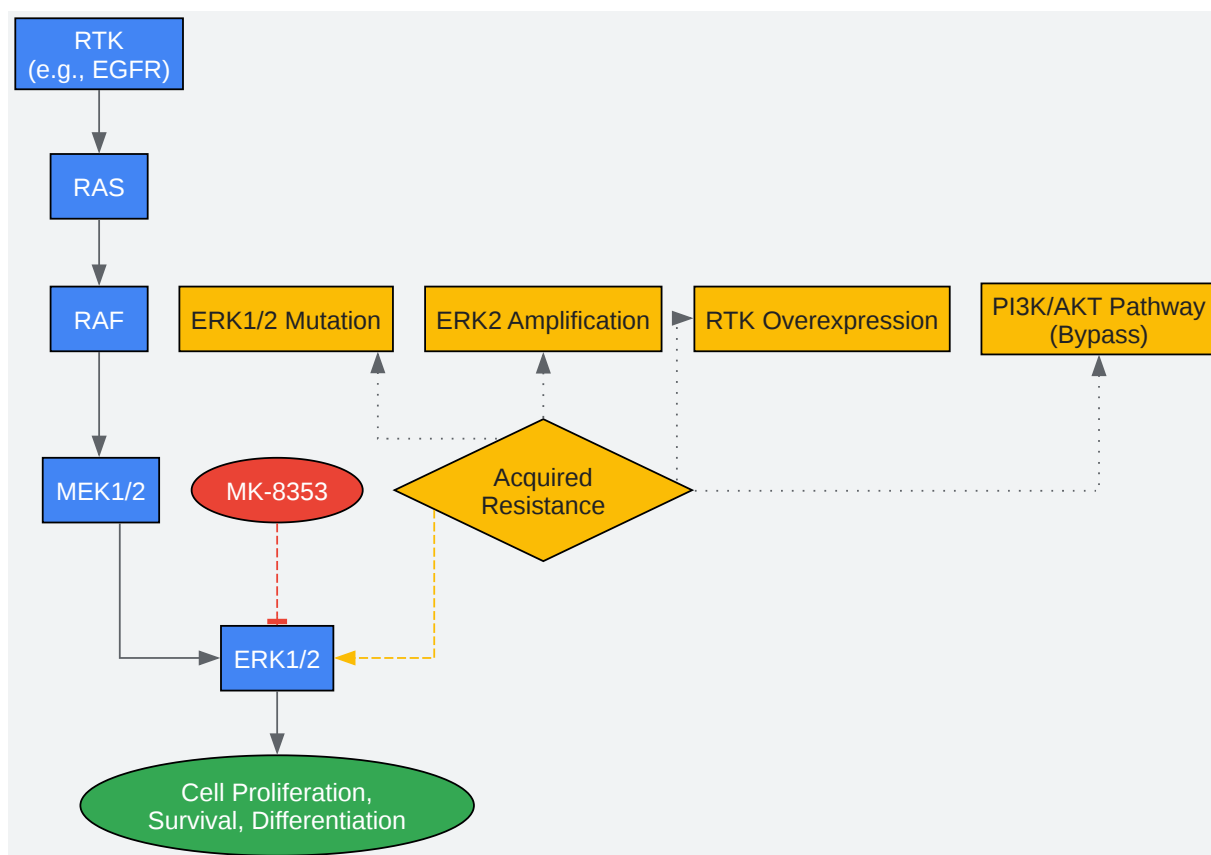 RTK
(e.g., EGFR)
RAS
RAF
ERK1/2 Mutation
ERK2 Amplification
RTK Overexpression
PI3K/AKT Pathway
(Bypass)
MEK1/2
MK-8353
Acquired
Resistance
ERK1/2
Cell Proliferation,
Survival, Differentiation